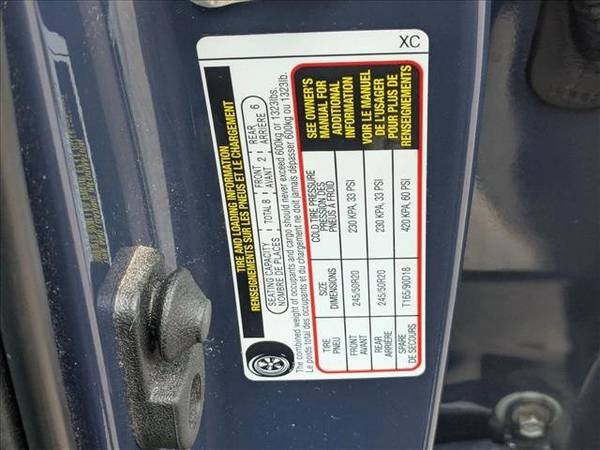 XC
TIRE AND LOADING INFORMATION
RENSEIGNEMENTS SUR LES PNEUS ET LE CHARGEMENT
SEATING CAPACITY TOTAL 8 FRONT 2 REAR 6
NOMBRE DE PLACES AVANT ARRIÈRE
The combined weight of occupants and cargo should never exceed 600kg or 1323lbs.
Le poids total des occupants et du chargement ne doit jamais dépasser 600kg ou 1323lb.
TIRE SIZE COLD TIRE PRESSURE
PNEU DIMENSIONS PRESSION DES
PNEUS À FROID
FRONT 245/50R20 230 KPA, 33 PSI
AVANT
REAR 245/50R20 230 KPA, 33 PSI
ARRIÈRE
SPARE T165/90D18 420 KPA, 60 PSI
DE SECOURS
SEE OWNER'S
MANUAL FOR
ADDITIONAL
INFORMATION
VOIR LE MANUEL
DE L'USAGER
POUR PLUS DE
RENSEIGNEMENTS